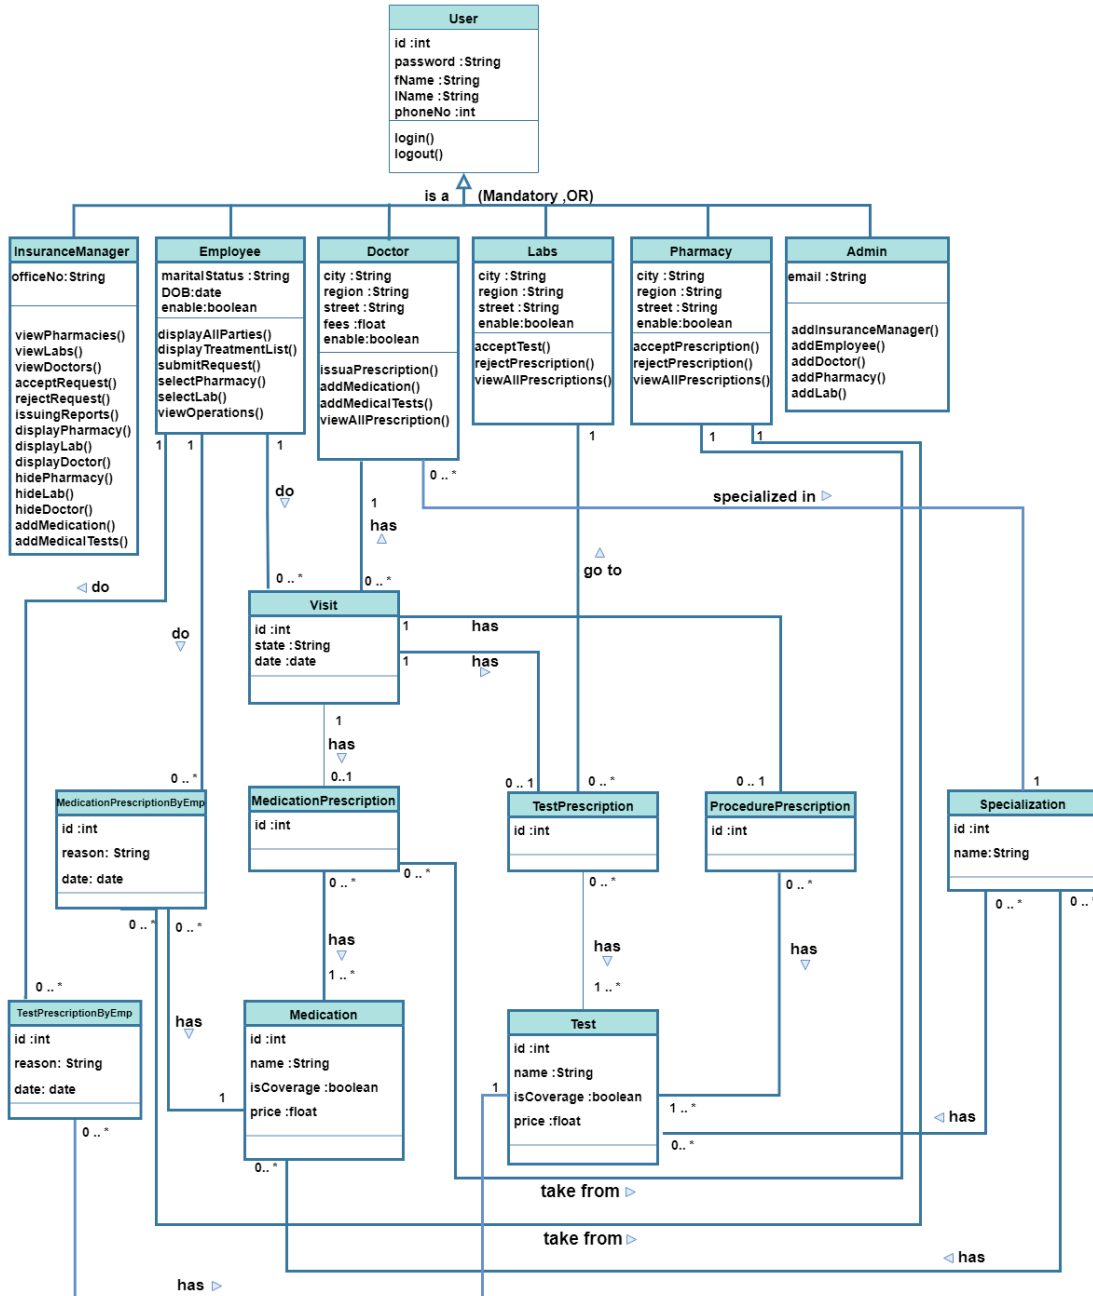 User
id :int
password :String
fName :String
lName :String
phoneNo :int
login()
logout()
is a (Mandatory ,OR)
InsuranceManager
officeNo:String
viewPharmacies()
viewLabs()
viewDoctors()
acceptRequest()
rejectRequest()
issuingReports()
displayPharmacy()
displayLab()
displayDoctor()
hidePharmacy()
hideLab()
hideDoctor()
addMedication()
addMedicalTests()
Employee
maritalStatus :String
DOB:date
enable:boolean
displayAllParties()
displayTreatmentList()
submitRequest()
selectPharmacy()
selectLab()
viewOperations()
Doctor
city :String
region :String
street :String
fees :float
enable:boolean
issuaPrescription()
addMedication()
addMedicalTests()
viewAllPrescription()
Labs
city :String
region :String
street :String
enable:boolean
acceptTest()
rejectPrescription()
viewAllPrescriptions()
Pharmacy
city :String
region :String
street :String
enable:boolean
acceptPrescription()
rejectPrescription()
viewAllPrescriptions()
Admin
email :String
addInsuranceManager()
addEmployee()
addDoctor()
addPharmacy()
addLab()
1
1
1
0 .. *
1
1
1
do
1
has
specialized in
go to
do
0 .. *
0 .. *
do
Visit
id :int
state :String
date :date
1
has
1
has
1
has
0..1
0 .. *
0 .. 1
0 .. *
0 .. 1
1
MedicationPrescriptionByEmp
id :int
reason: String
date: date
MedicationPrescription
id :int
TestPrescription
id :int
ProcedurePrescription
id :int
Specialization
id :int
name:String
0 .. *
0 .. *
0 .. *
0 .. *
0 .. *
0 .. *
0 .. *
0 .. *
has
has
has
1 .. *
1 .. *
0 .. *
has
TestPrescriptionByEmp
id :int
reason: String
date: date
Medication
id :int
name :String
isCoverage :boolean
price :float
Test
id :int
name :String
isCoverage :boolean
price :float
1
1
1 .. *
has
0.. *
0 .. *
0.. *
take from
take from
has
has